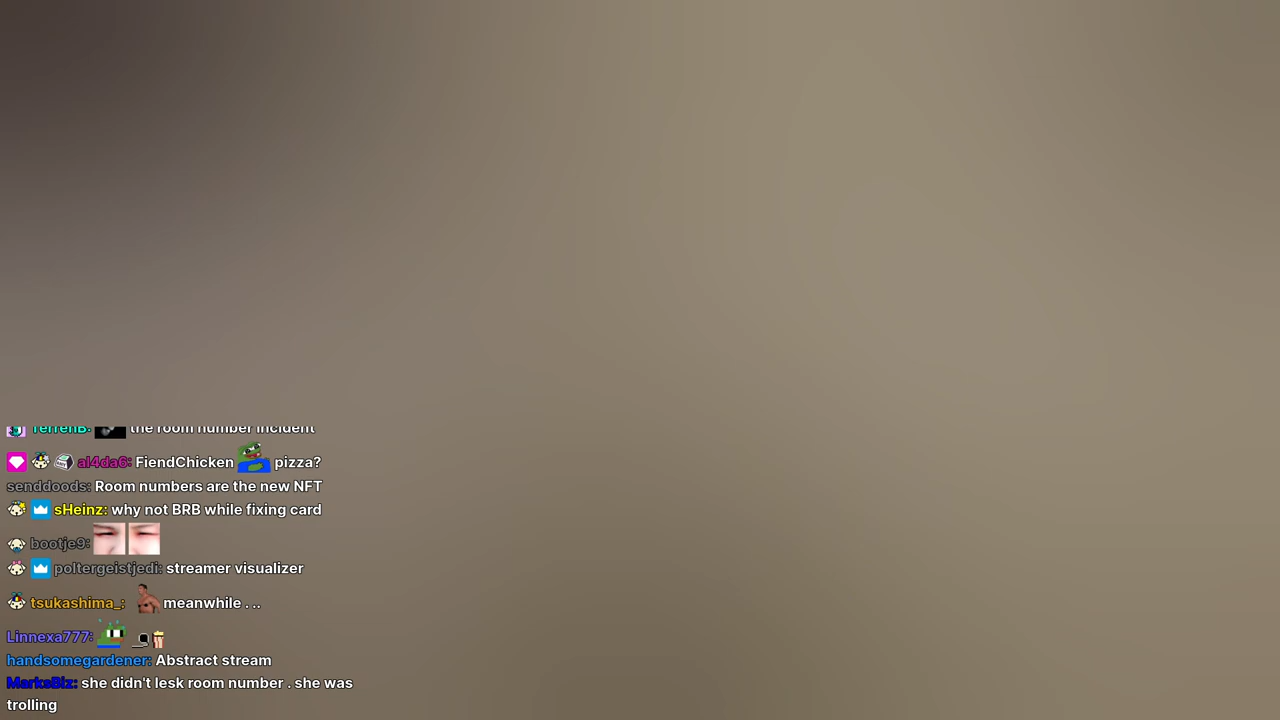 TerrenB: the room number incident
al4da6: FiendChicken pizza?
senddoods: Room numbers are the new NFT
sHeinz: why not BRB while fixing card
bootje9:
poltergeistjedi: streamer visualizer
tsukashima_: meanwhile . ..
Linnexa777:
handsomegardener: Abstract stream
MarksBiz: she didn't lesk room number . she was
trolling